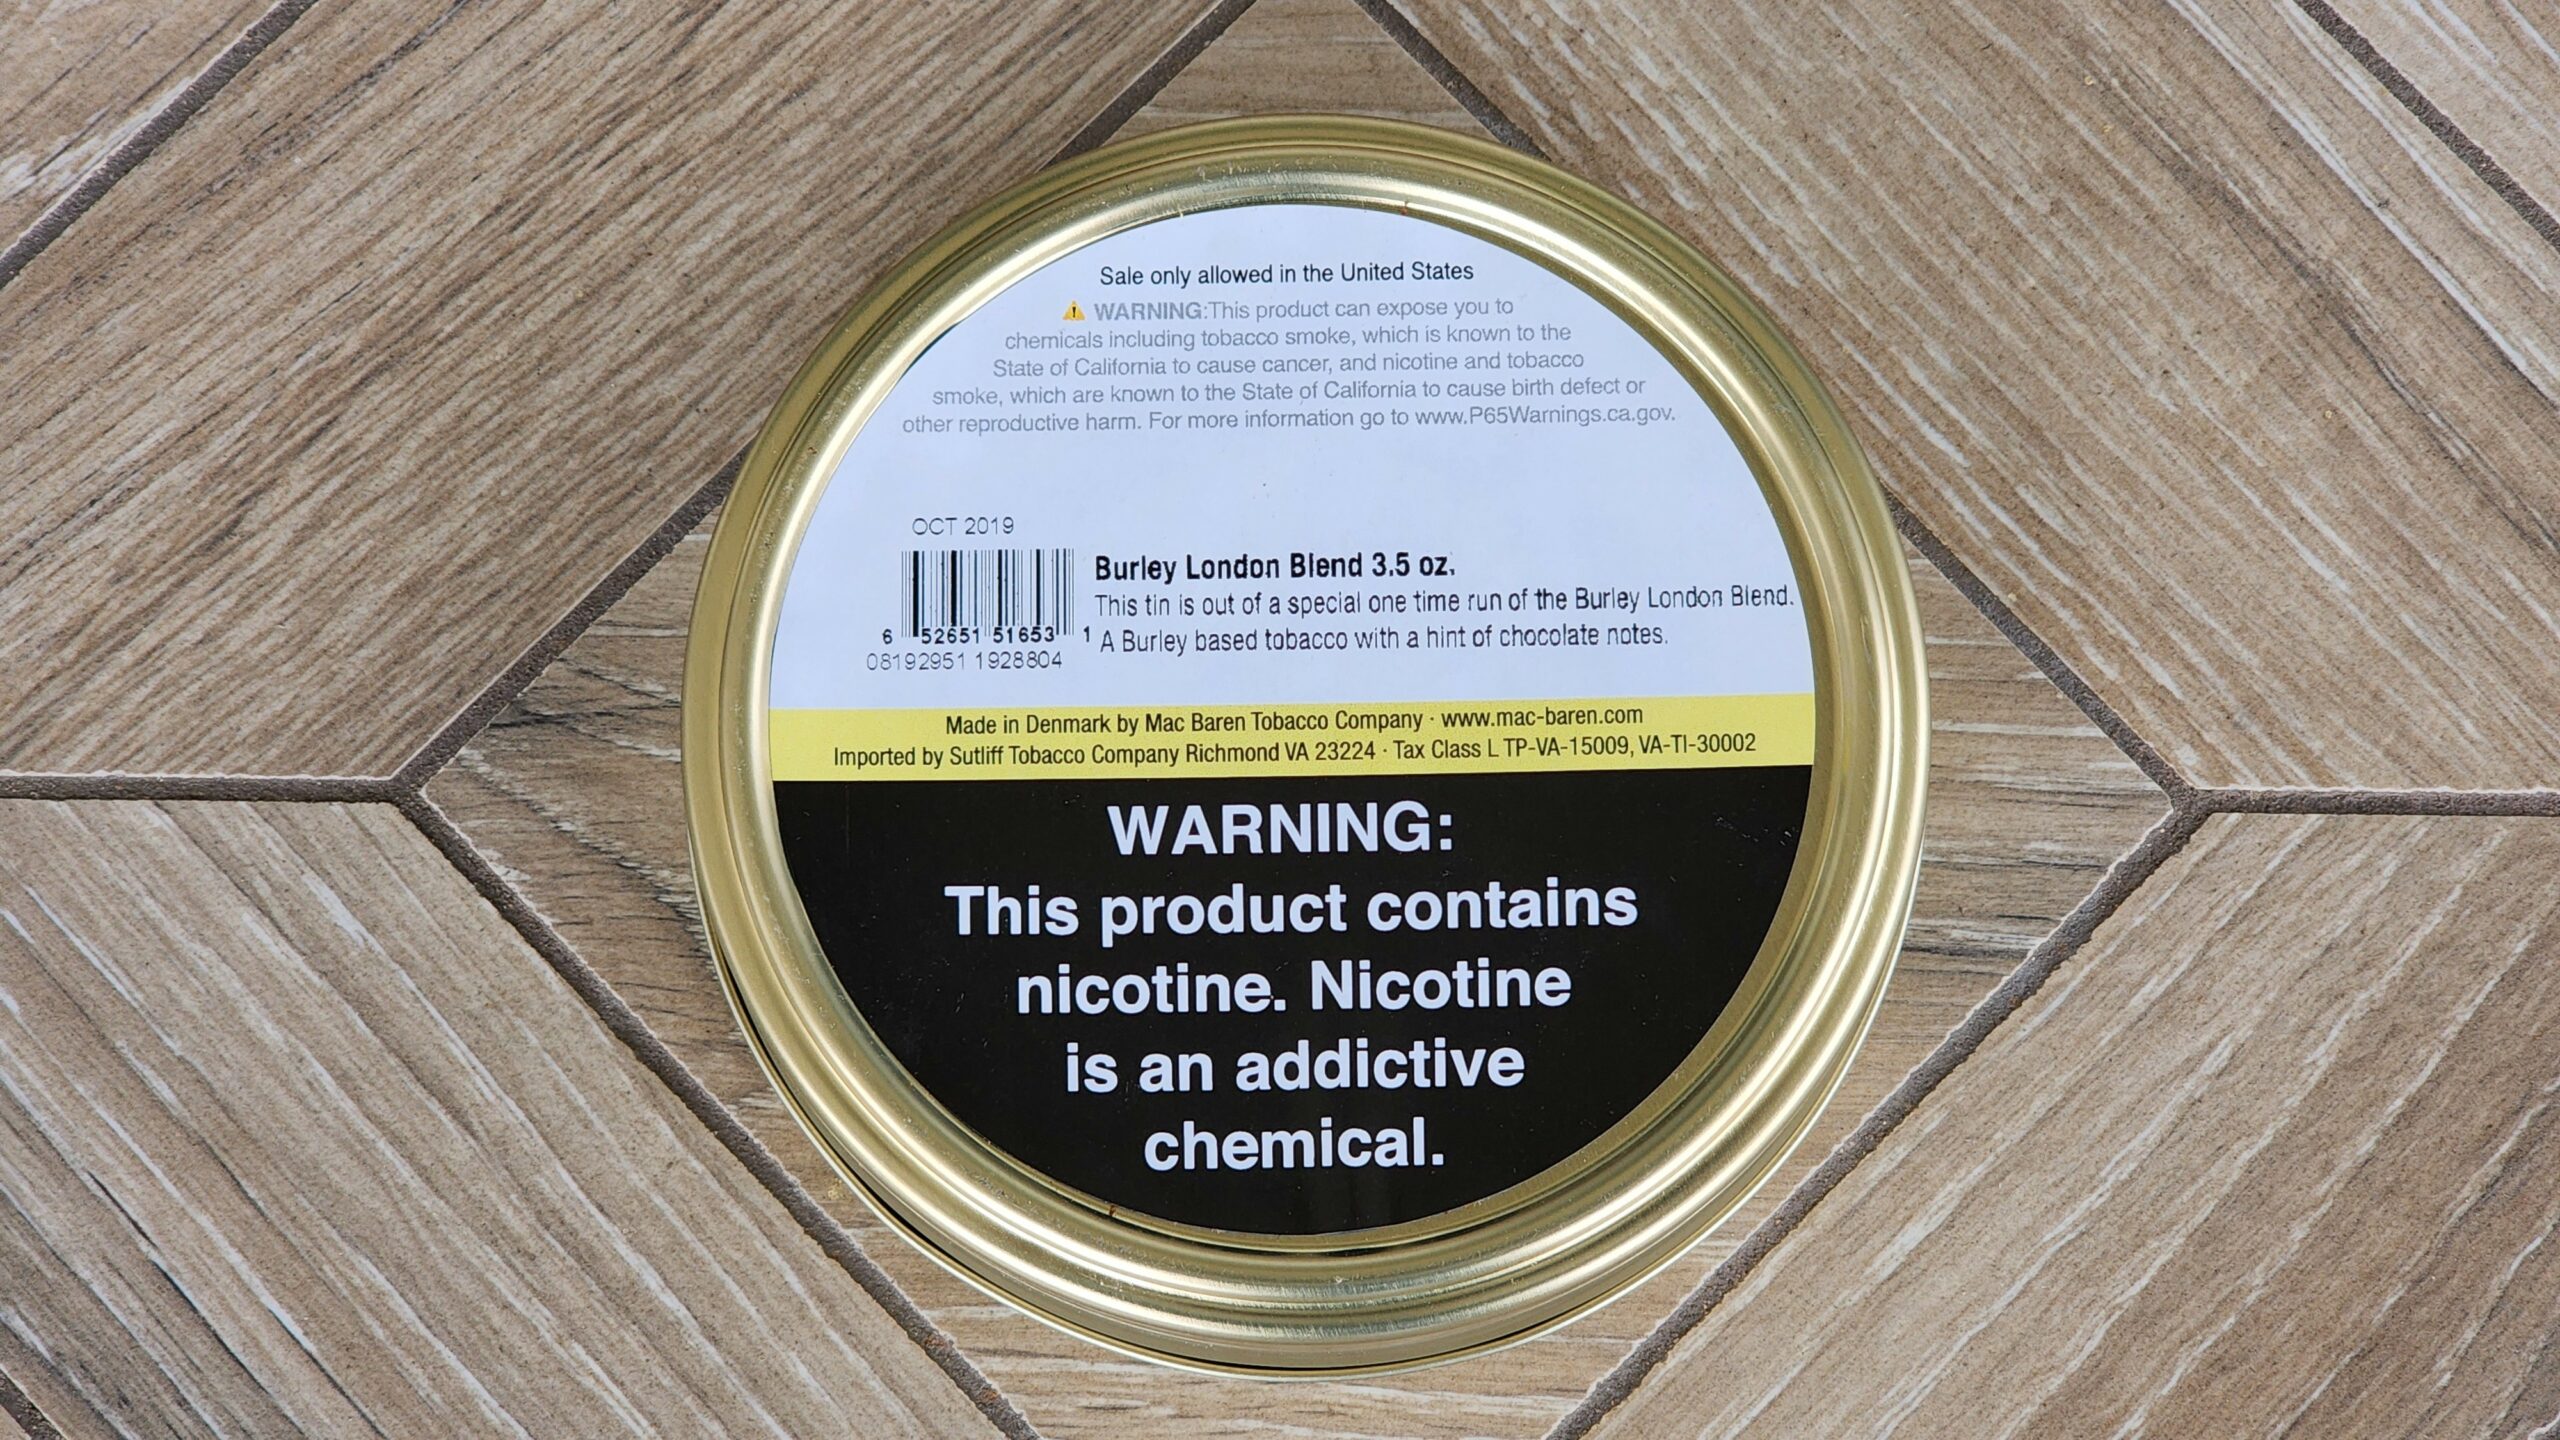 Sale only allowed in the United States
⚠ WARNING:This product can expose you to
chemicals including tobacco smoke, which is known to the
State of California to cause cancer, and nicotine and tobacco
smoke, which are known to the State of California to cause birth defect or
other reproductive harm. For more information go to www.P65Warnings.ca.gov.
OCT 2019
6 52651 51653 1
08192951 1928804
Burley London Blend 3.5 oz.
This tin is out of a special one time run of the Burley London Blend.
A Burley based tobacco with a hint of chocolate notes.
Made in Denmark by Mac Baren Tobacco Company · www.mac-baren.com
Imported by Sutliff Tobacco Company Richmond VA 23224 · Tax Class L TP-VA-15009, VA-TI-30002
WARNING:
This product contains
nicotine. Nicotine
is an addictive
chemical.